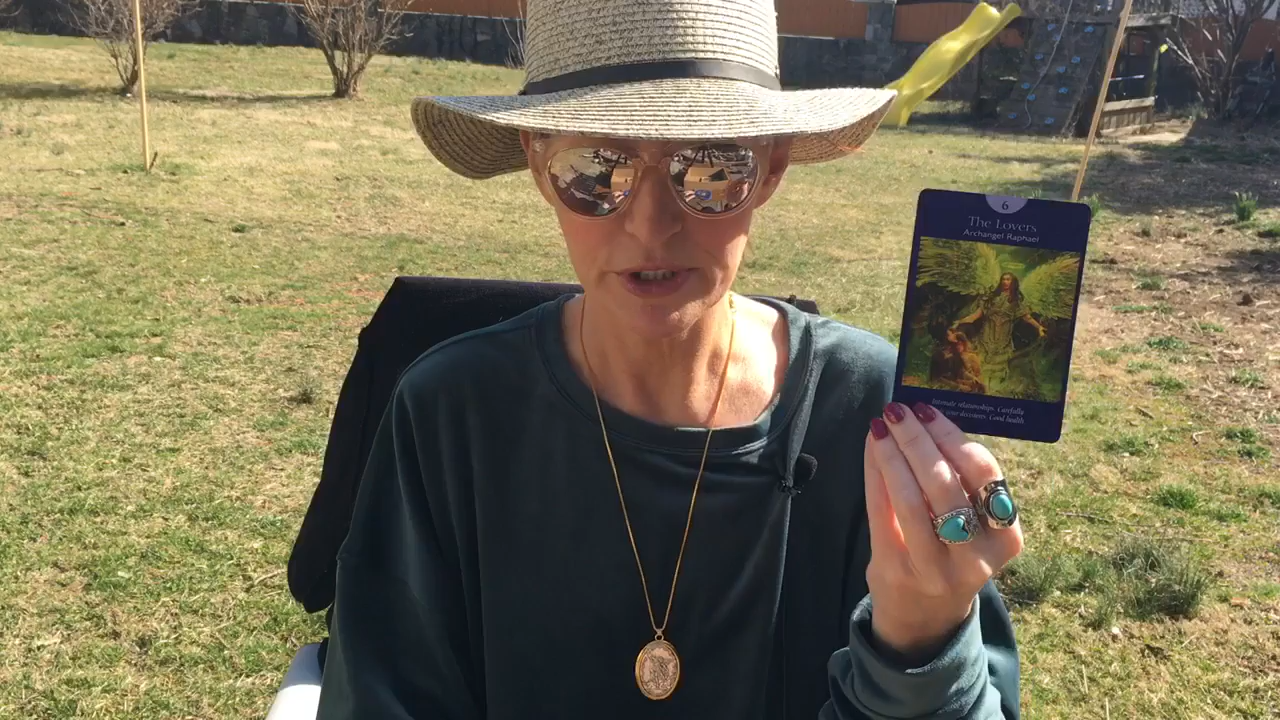 6
The Lovers
Archangel Raphael
Intimate relationships. Carefully
your decisions. Good health